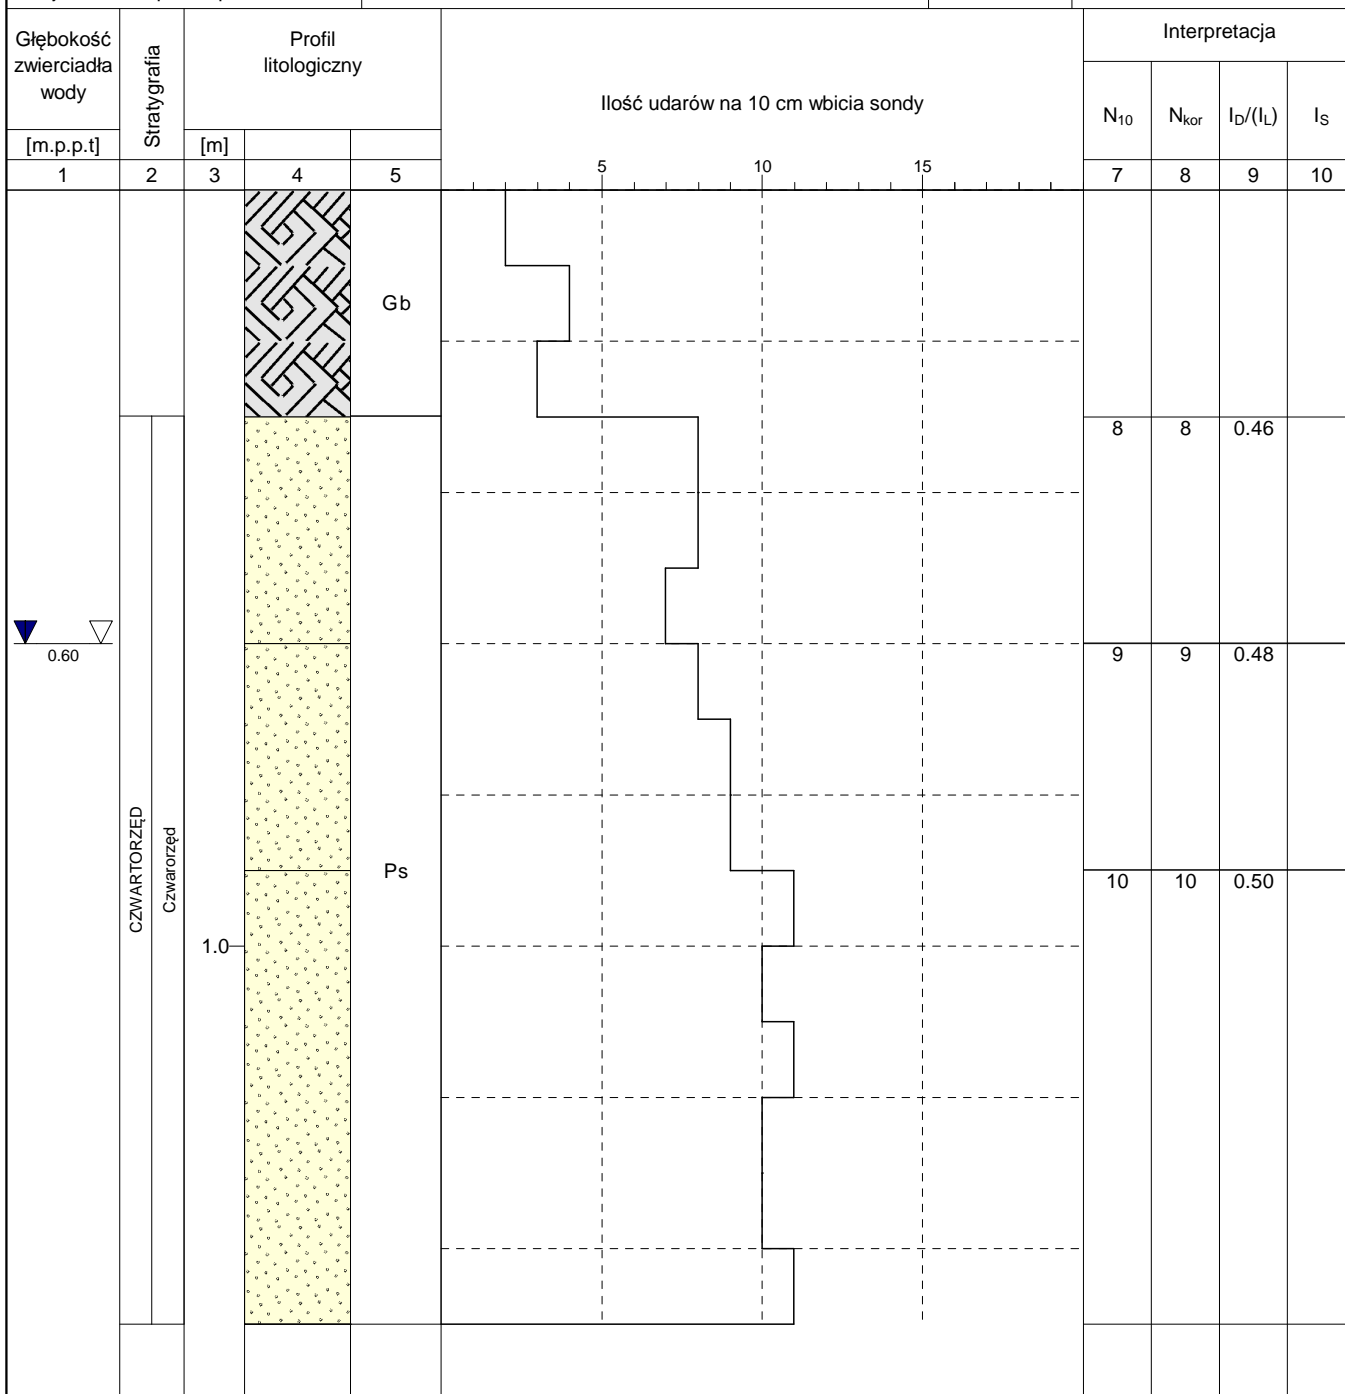 Głębokość
zwierciadła
wody
[m.p.p.t]
Stratygrafia
Profil
litologiczny
[m]
Ilość udarów na 10 cm wbicia sondy
Interpretacja
N10 Nkor ID/(IL) IS
1 2 3 4 5 5 10 15 7 8 9 10
Gb
8 8 0.46
0.60
9 9 0.48
CZWARTORZĘD
Czwarorzęd
Ps
10 10 0.50
1.0